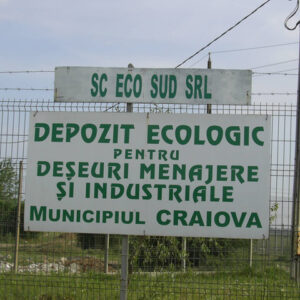 SC ECO SUD SRL
DEPOZIT ECOLOGIC
PENTRU
DEȘEURI MENAJERE
ȘI INDUSTRIALE
MUNICIPIUL CRAIOVA